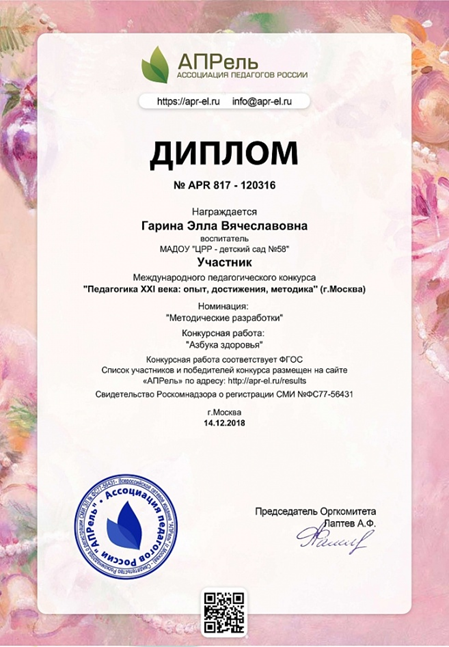 АПРель
АССОЦИАЦИЯ ПЕДАГОГОВ РОССИИ
https://apr-el.ru info@apr-el.ru
ДИПЛОМ
№ APR 817 - 120316
Награждается
Гарина Элла Вячеславовна
воспитатель
МАДОУ "ЦРР - детский сад №58"
Участник
Международного педагогического конкурса
"Педагогика XXI века: опыт, достижения, методика" (г.Москва)
Номинация:
"Методические разработки"
Конкурсная работа:
"Азбука здоровья"
Конкурсная работа соответствует ФГОС
Список участников и победителей конкурса размещен на сайте
«АПРель» по адресу: http://apr-el.ru/results
Свидетельство Роскомнадзора о регистрации СМИ №ФС77-56431
г.Москва
14.12.2018
Ассоциация педагогов России "АПРель"
Председатель Оргкомитета
Лаптев А.Ф.